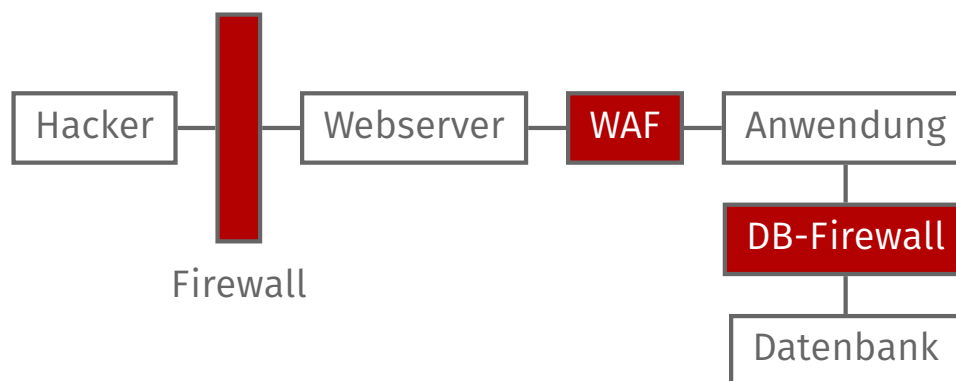 Hacker
Webserver
WAF
Anwendung
DB-Firewall
Firewall
Datenbank